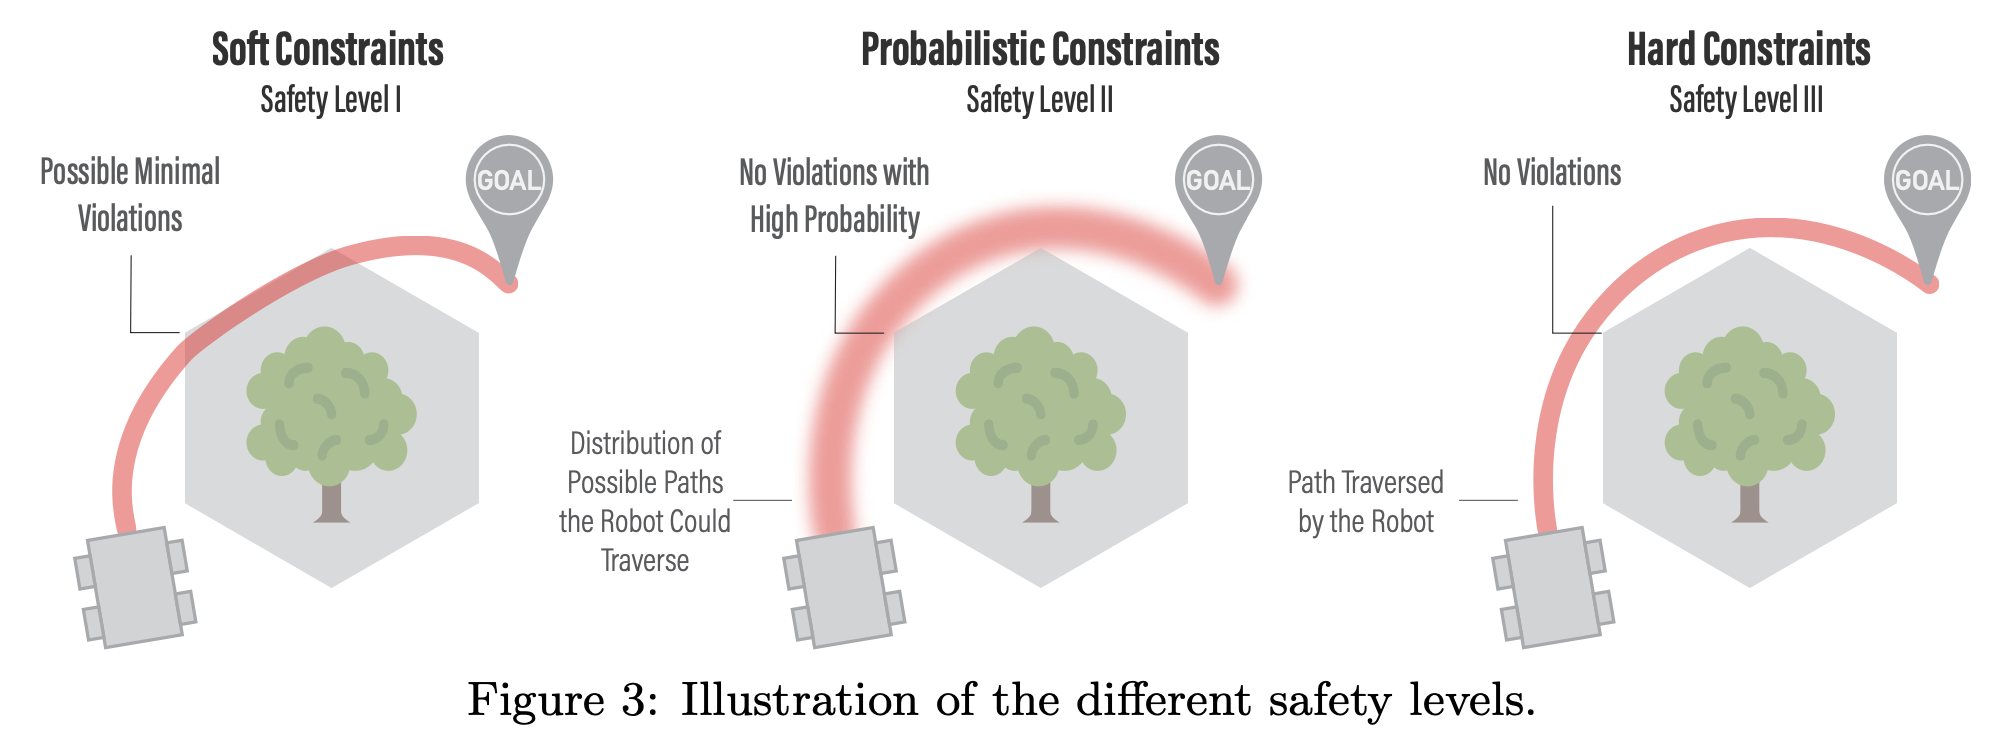 Soft Constraints
Safety Level I
Possible Minimal
Violations
GOAL
Probabilistic Constraints
Safety Level II
No Violations with
High Probability
GOAL
Distribution of
Possible Paths
the Robot Could
Traverse
Hard Constraints
Safety Level III
No Violations
GOAL
Path Traversed
by the Robot
Figure 3: Illustration of the different safety levels.